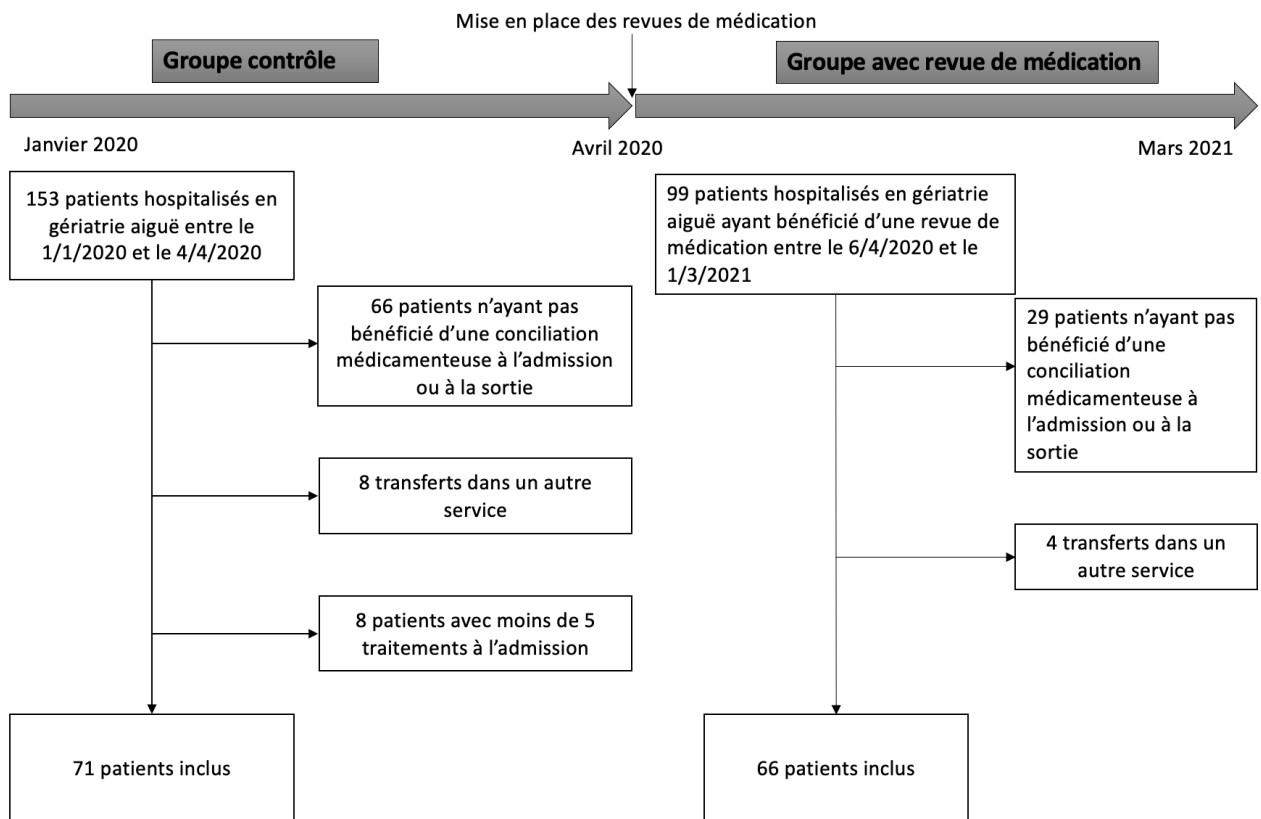 Mise en place des revues de médication
Groupe contrôle
Groupe avec revue de médication
Janvier 2020
Avril 2020
Mars 2021
153 patients hospitalisés en
gériatrie aiguë entre le
1/1/2020 et le 4/4/2020
99 patients hospitalisés en gériatrie
aiguë ayant bénéficié d’une revue de
médication entre le 6/4/2020 et le
1/3/2021
66 patients n’ayant pas
bénéficié d’une conciliation
médicamenteuse à l’admission
ou à la sortie
29 patients n’ayant pas
bénéficié d’une
conciliation
médicamenteuse à
l’admission ou à la
sortie
8 transferts dans un autre
service
4 transferts dans un
autre service
8 patients avec moins de 5
traitements à l’admission
71 patients inclus
66 patients inclus